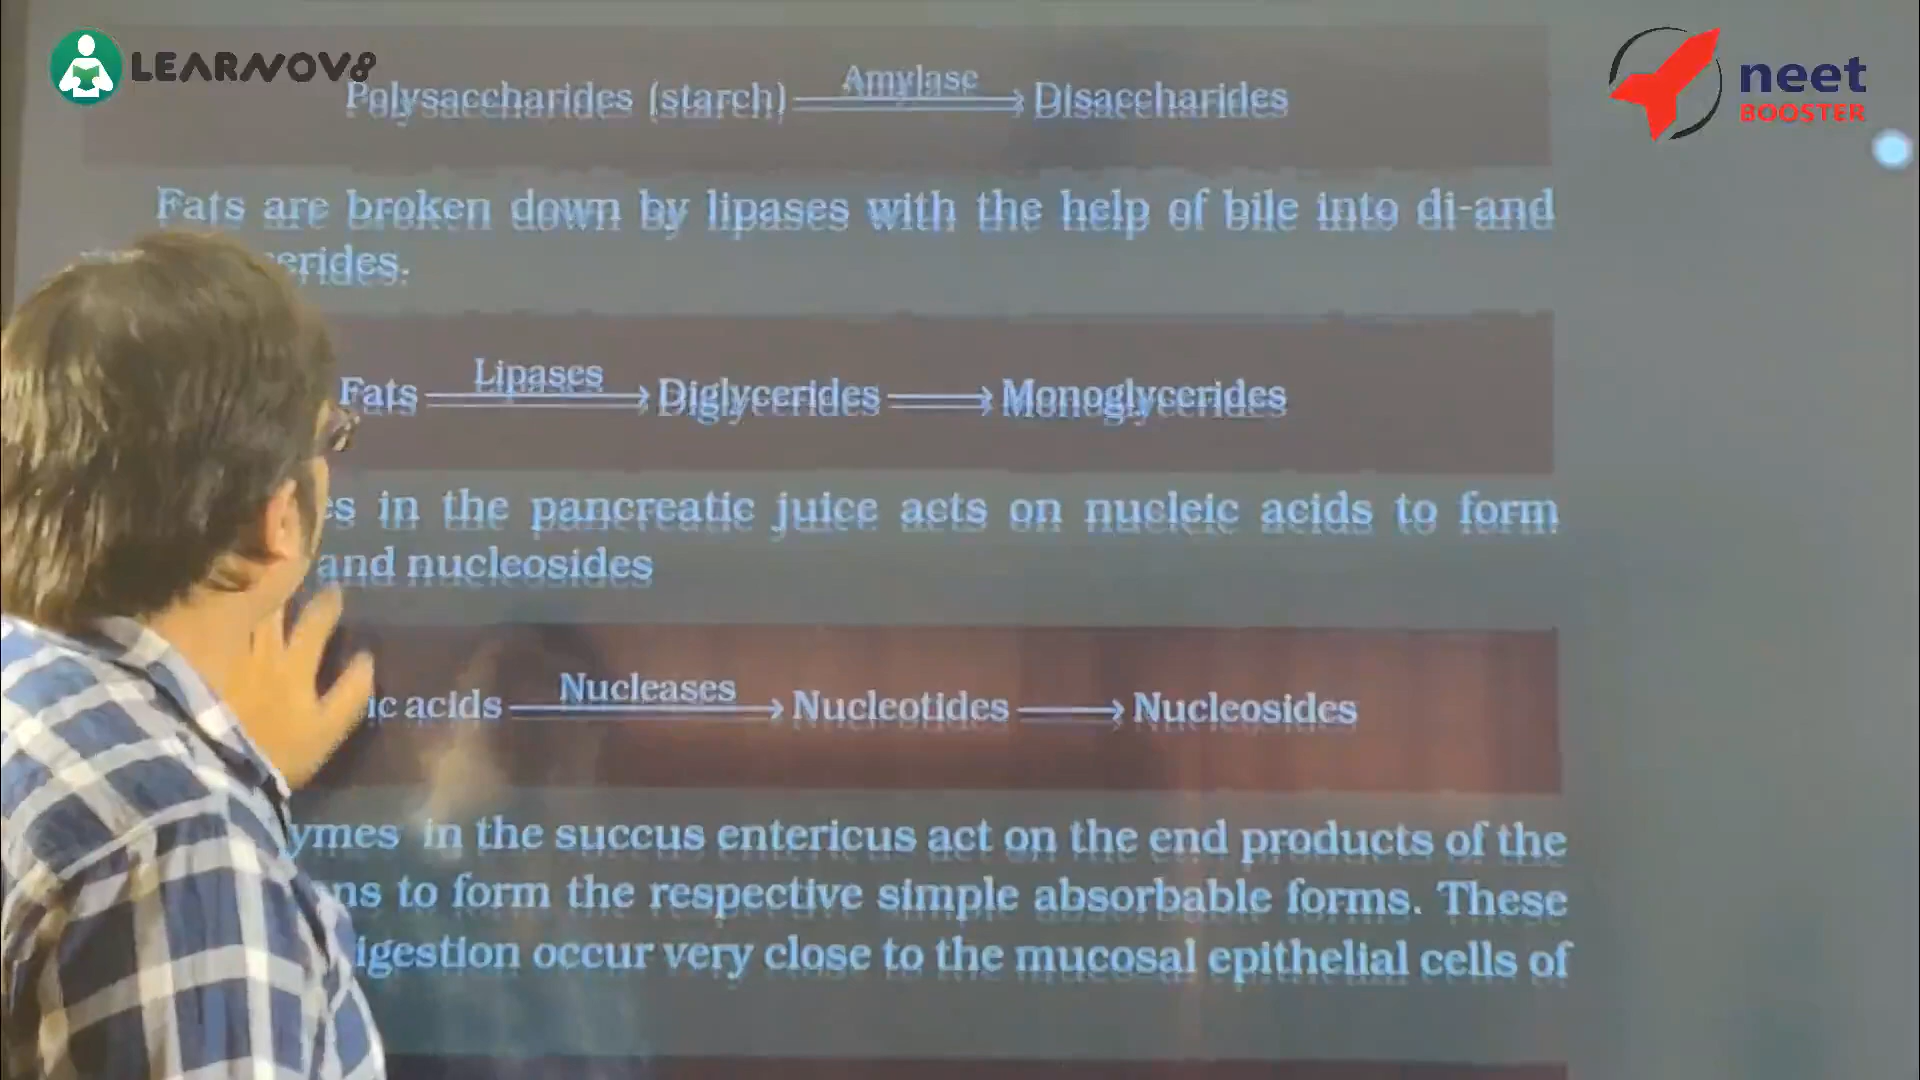 LEARNOV8
neet
BOOSTER
Amylase
Polysaccharides (starch) Disaccharides
Fats are broken down by lipases with the help of bile into di-and
erides.
Lipases
Fats Diglycerides Monoglycerides
es in the pancreatic juice acts on nucleic acids to form
and nucleosides
Nucleases
ic acids Nucleotides Nucleosides
ymes in the succus entericus act on the end products of the
ns to form the respective simple absorbable forms. These
igestion occur very close to the mucosal epithelial cells of